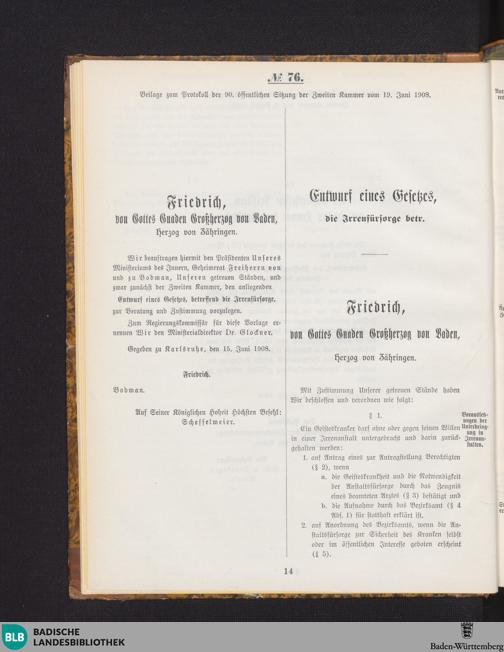 № 76.
Beilage zum Protokoll der 90. öffentlichen Sitzung der Zweiten Kammer vom 19. Juni 1908.
Friedrich,
von Gottes Gnaden Großherzog von Baden,
Herzog von Zähringen.
Wir beauftragen hiermit den Präsidenten Unseres
Ministeriums des Innern, Geheimerat Freiherrn von
und zu Bodman, Unseren getreuen Ständen, und
zwar zunächst der Zweiten Kammer, den anliegenden
Entwurf eines Gesetzes, betreffend die Irrenfürsorge,
zur Beratung und Zustimmung vorzulegen.
Zum Regierungskommissär für diese Vorlage er-
nennen Wir den Ministerialdirektor Dr. Glockner.
Gegeben zu Karlsruhe, den 15. Juni 1908.
Friedrich.
Bodman.
Auf Seiner Königlichen Hoheit Höchsten Befehl:
Scheffelmeier.
Entwurf eines Gesetzes,
die Irrenfürsorge betr.
Friedrich,
von Gottes Gnaden Großherzog von Baden,
Herzog von Zähringen.
Mit Zustimmung Unserer getreuen Stände haben
Wir beschlossen und verordnen wie folgt:
§ 1.
Ein Geisteskranker darf ohne oder gegen seinen Willen
in einer Irrenanstalt untergebracht und darin zurück-
gehalten werden:
1. auf Antrag eines zur Antragstellung Berechtigten
(§ 2), wenn
a. die Geisteskrankheit und die Notwendigkeit
der Anstaltsfürsorge durch das Zeugnis
eines beamteten Arztes (§ 3) bestätigt und
b. die Aufnahme durch das Bezirksamt (§ 4
Abs. 1) für statthaft erklärt ist,
2. auf Anordnung des Bezirksamts, wenn die An-
staltsfürsorge zur Sicherheit des Kranken selbst
oder im öffentlichen Interesse geboten erscheint
(§ 5).
Voraussetz-
ungen der
Unterbring-
ung in
Irrenan-
stalten.
14
BLB
BADISCHE
LANDESBIBLIOTHEK
Baden-Württemberg